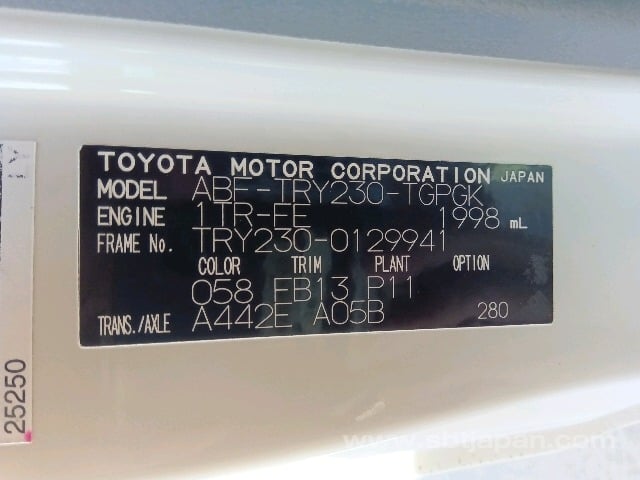 TOYOTA MOTOR CORPORATION JAPAN
MODEL ABF-TRY230-TGPGK
ENGINE 1TR-FE 1998 mL
FRAME No. TRY230-0129941
COLOR TRIM PLANT OPTION
058 FB13 P11
TRANS./AXLE A442E A05B 280
25250
www.sbtjapan.com